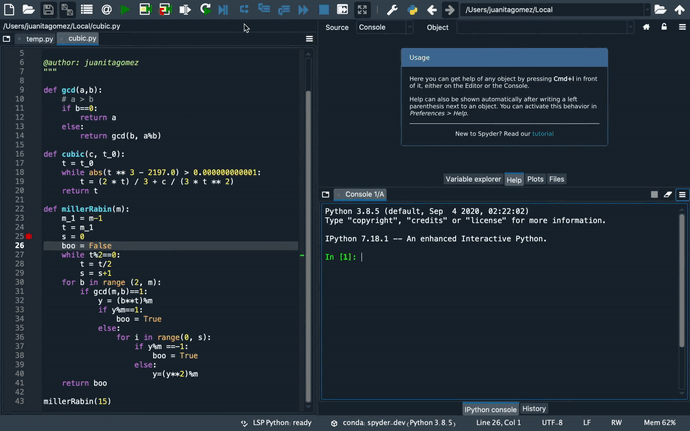 /Users/juanitagomez/Local
/Users/juanitagomez/Local/cubic.py
Source Console Object
temp.py cubic.py
5
6 @author: juanitagomez
7 """
8
9 def gcd(a,b):
10 # a > b
11 if b==0:
12 return a
13 else:
14 return gcd(b, a%b)
15
16 def cubic(c, t_0):
17 t = t_0
18 while abs(t ** 3 - 2197.0) > 0.000000000001:
19 t = (2 * t) / 3 + c / (3 * t ** 2)
20 return t
21
22 def millerRabin(m):
23 m_1 = m-1
24 t = m_1
25 s = 0
26 boo = False
27 while t%2==0:
28 t = t/2
29 s = s+1
30 for b in range (2, m):
31 if gcd(m,b)==1:
32 y = (b**t)%m
33 if y%m==1:
34 boo = True
35 else:
36 for i in range(0, s):
37 if y%m ==-1:
38 boo = True
39 else:
40 y=(y**2)%m
41 return boo
42
43 millerRabin(15)
Usage
Here you can get help of any object by pressing Cmd+I in front
of it, either on the Editor or the Console.
Help can also be shown automatically after writing a left
parenthesis next to an object. You can activate this behavior in
Preferences > Help.
New to Spyder? Read our tutorial
Variable explorer Help Plots Files
Console 1/A
Python 3.8.5 (default, Sep 4 2020, 02:22:02)
Type "copyright", "credits" or "license" for more information.
IPython 7.18.1 -- An enhanced Interactive Python.
In [1]:
IPython console History
LSP Python: ready conda: spyder-dev (Python 3.8.5) Line 26, Col 1 UTF-8 LF RW Mem 62%